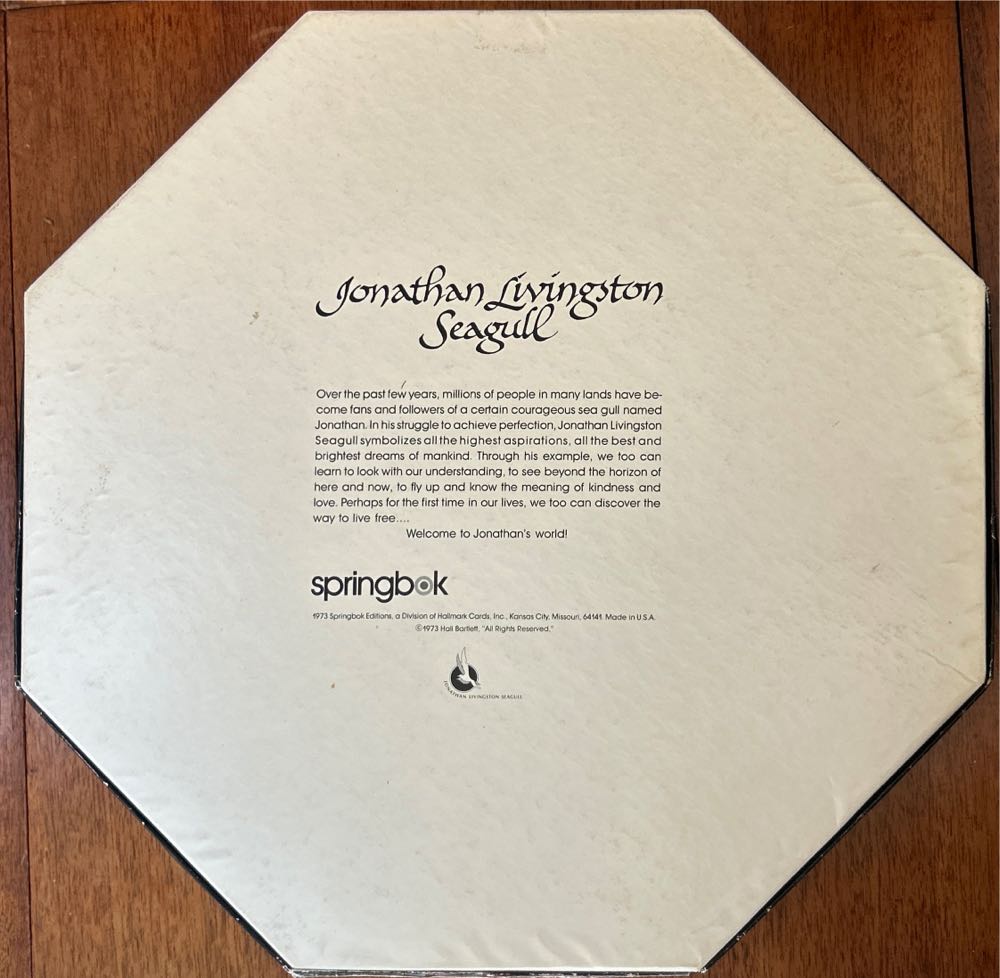 Jonathan Livingston
Seagull
Over the past few years, millions of people in many lands have be-
come fans and followers of a certain courageous sea gull named
Jonathan. In his struggle to achieve perfection, Jonathan Livingston
Seagull symbolizes all the highest aspirations, all the best and
brightest dreams of mankind. Through his example, we too can
learn to look with our understanding, to see beyond the horizon of
here and now, to fly up and know the meaning of kindness and
love. Perhaps for the first time in our lives, we too can discover the
way to live free....
Welcome to Jonathan's world!
springbok
1973 Springbok Editions, a Division of Hallmark Cards, Inc., Kansas City, Missouri, 64141. Made in U.S.A.
©1973 Hall Bartlett. "All Rights Reserved."
JONATHAN LIVINGSTON SEAGULL